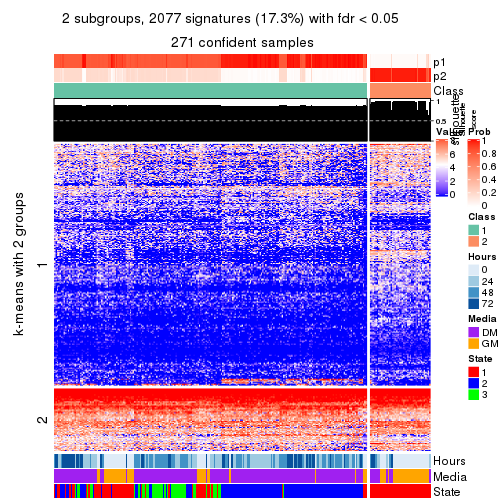 2 subgroups, 2077 signatures (17.3%) with fdr < 0.05
271 confident samples
p1
p2
Class
1
0.5
silhouette
score
k-means with 2 groups
1
2
Hours
Media
State
Value
6
4
2
0
Prob
1
0.8
0.6
0.4
0.2
0
Class
1
2
Hours
0
24
48
72
Media
DM
GM
State
1
2
3